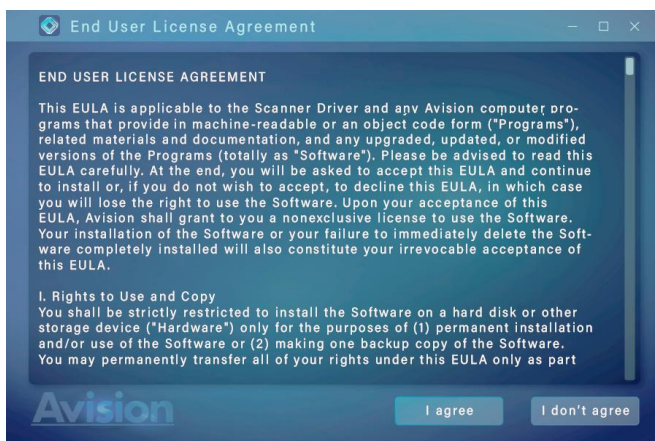 End User License Agreement
END USER LICENSE AGREEMENT
This EULA is applicable to the Scanner Driver and any Avision computer pro-
grams that provide in machine-readable or an object code form ("Programs"),
related materials and documentation, and any upgraded, updated, or modified
versions of the Programs (totally as "Software"). Please be advised to read this
EULA carefully. At the end, you will be asked to accept this EULA and continue
to install or, if you do not wish to accept, to decline this EULA, in which case
you will lose the right to use the Software. Upon your acceptance of this
EULA, Avision shall grant to you a nonexclusive license to use the Software.
Your installation of the Software or your failure to immediately delete the Soft-
ware completely installed will also constitute your irrevocable acceptance of
this EULA.
I. Rights to Use and Copy
You shall be strictly restricted to install the Software on a hard disk or other
storage device ("Hardware") only for the purposes of (1) permanent installation
and/or use of the Software or (2) making one backup copy of the Software.
You may permanently transfer all of your rights under this EULA only as part
Avision
I agree
I don't agree